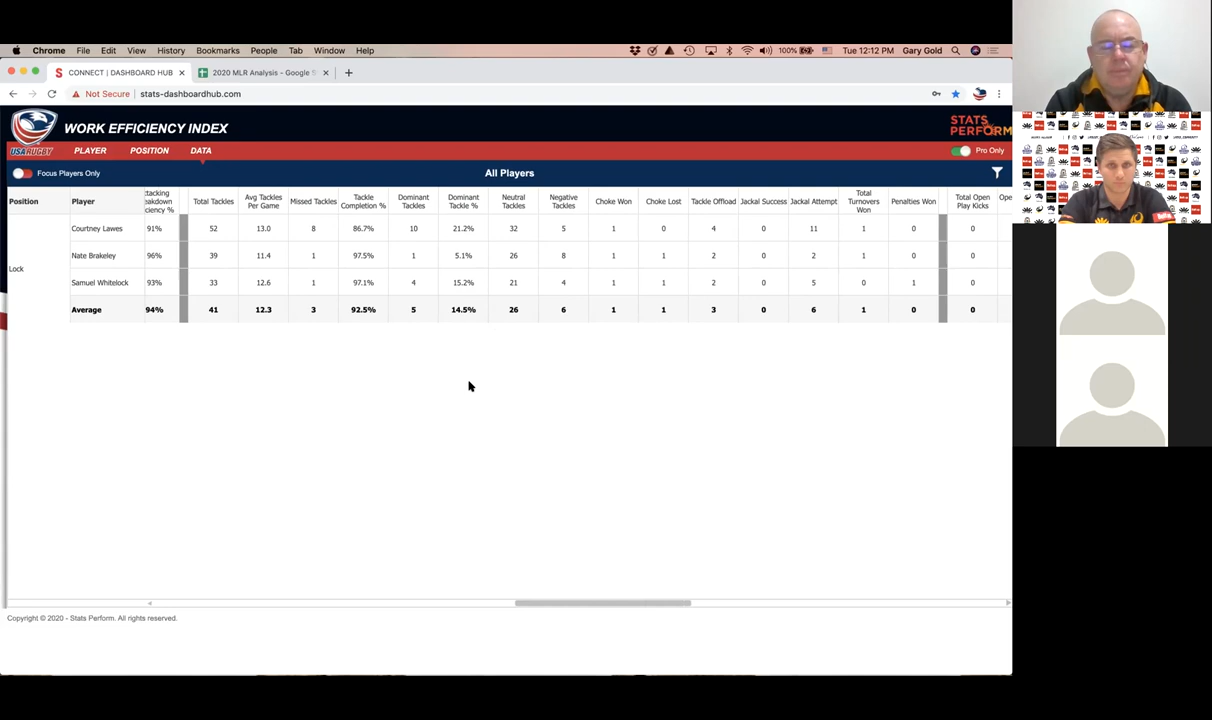 Chrome File Edit View History Bookmarks People Tab Window Help 100% Tue 12:12 PM Gary Gold
CONNECT | DASHBOARD HUB 2020 MLR Analysis - Google S
Not Secure | stats-dashboardhub.com
WORK EFFICIENCY INDEX
STATS
PERFORM
USA RUGBY PLAYER POSITION DATA Pro Only
Focus Players Only All Players
Position Player ttacking eakdown ciency % Total Tackles Avg Tackles Per Game Missed Tackles Tackle Completion % Dominant Tackles Dominant Tackle % Neutral Tackles Negative Tackles Choke Won Choke Lost Tackle Offload Jackal Success Jackal Attempt Total Turnovers Won Penalties Won Total Open Play Kicks Ope
Courtney Lawes 91% 52 13.0 8 86.7% 10 21.2% 32 5 1 0 4 0 11 1 0 0
Nate Brakeley 96% 39 11.4 1 97.5% 1 5.1% 26 8 1 1 2 0 2 1 0 0
Lock
Samuel Whitelock 93% 33 12.6 1 97.1% 4 15.2% 21 4 1 1 2 0 5 0 1 0
Average 94% 41 12.3 3 92.5% 5 14.5% 26 6 1 1 3 0 6 1 0 0
Copyright © 2020 - Stats Perform. All rights reserved.